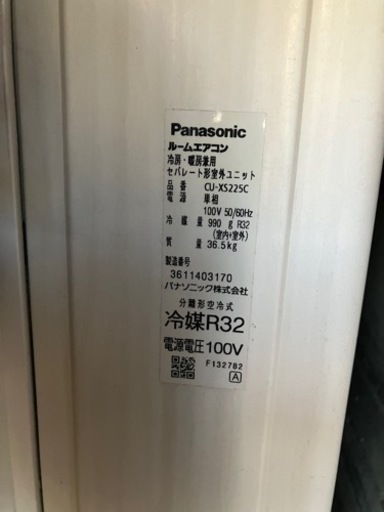 Panasonic
ルームエアコン
冷房・暖房兼用
セパレート形室外ユニット
品番 CU-XS225C
電源 単相
100V 50/60Hz
冷媒量 990 g R32
(室内+室外)
質量 36.5kg
製造番号
3611403170
パナソニック株式会社
分離形空冷式
冷媒R32
電源電圧100V
F132782
A